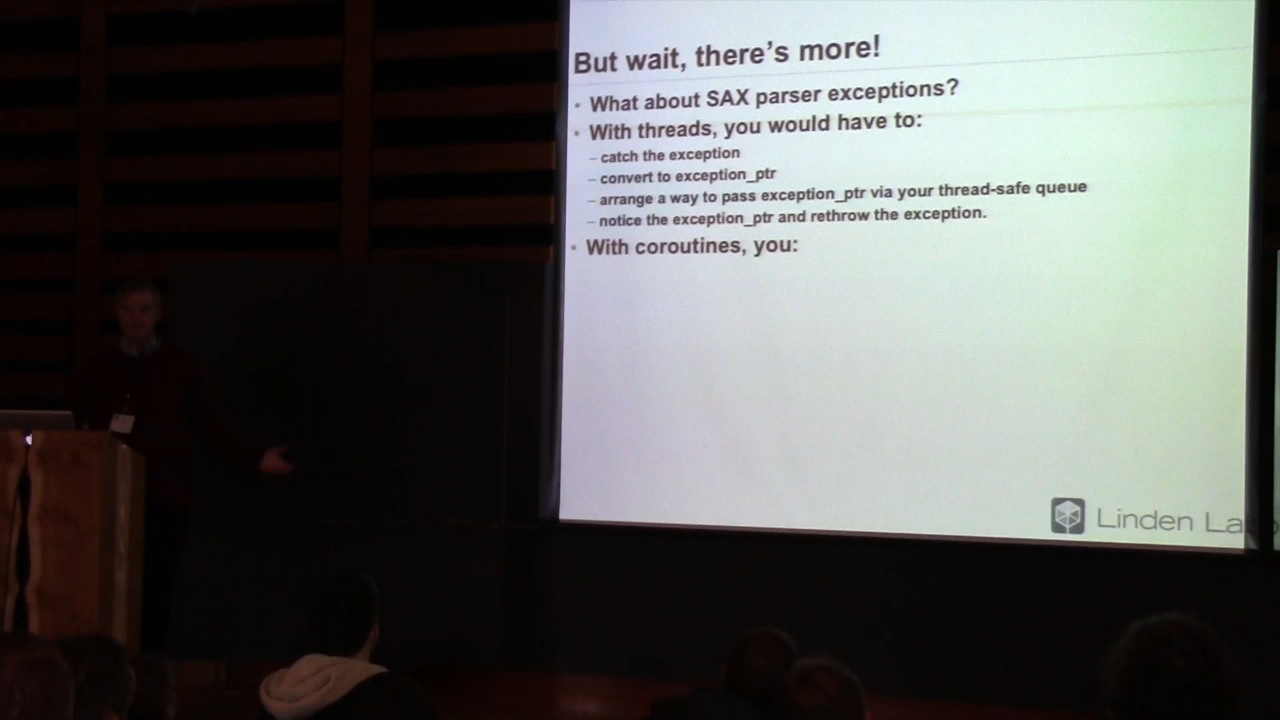 But wait, there's more!
• What about SAX parser exceptions?
• With threads, you would have to:
– catch the exception
– convert to exception_ptr
– arrange a way to pass exception_ptr via your thread-safe queue
– notice the exception_ptr and rethrow the exception.
• With coroutines, you:
Linden Lab